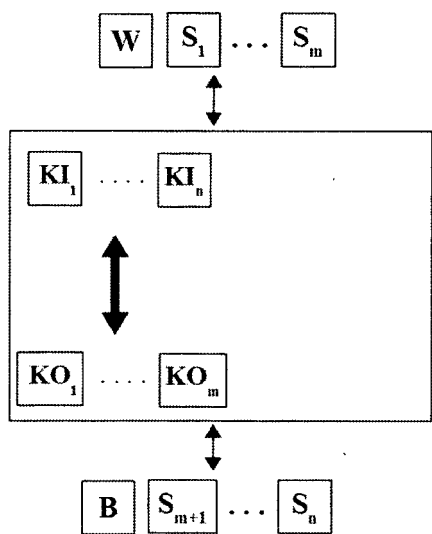 W S₁ ... Sₘ
KI₁ .... KIₙ
KO₁ .... KOₘ
B Sₘ₊₁ ... Sₙ